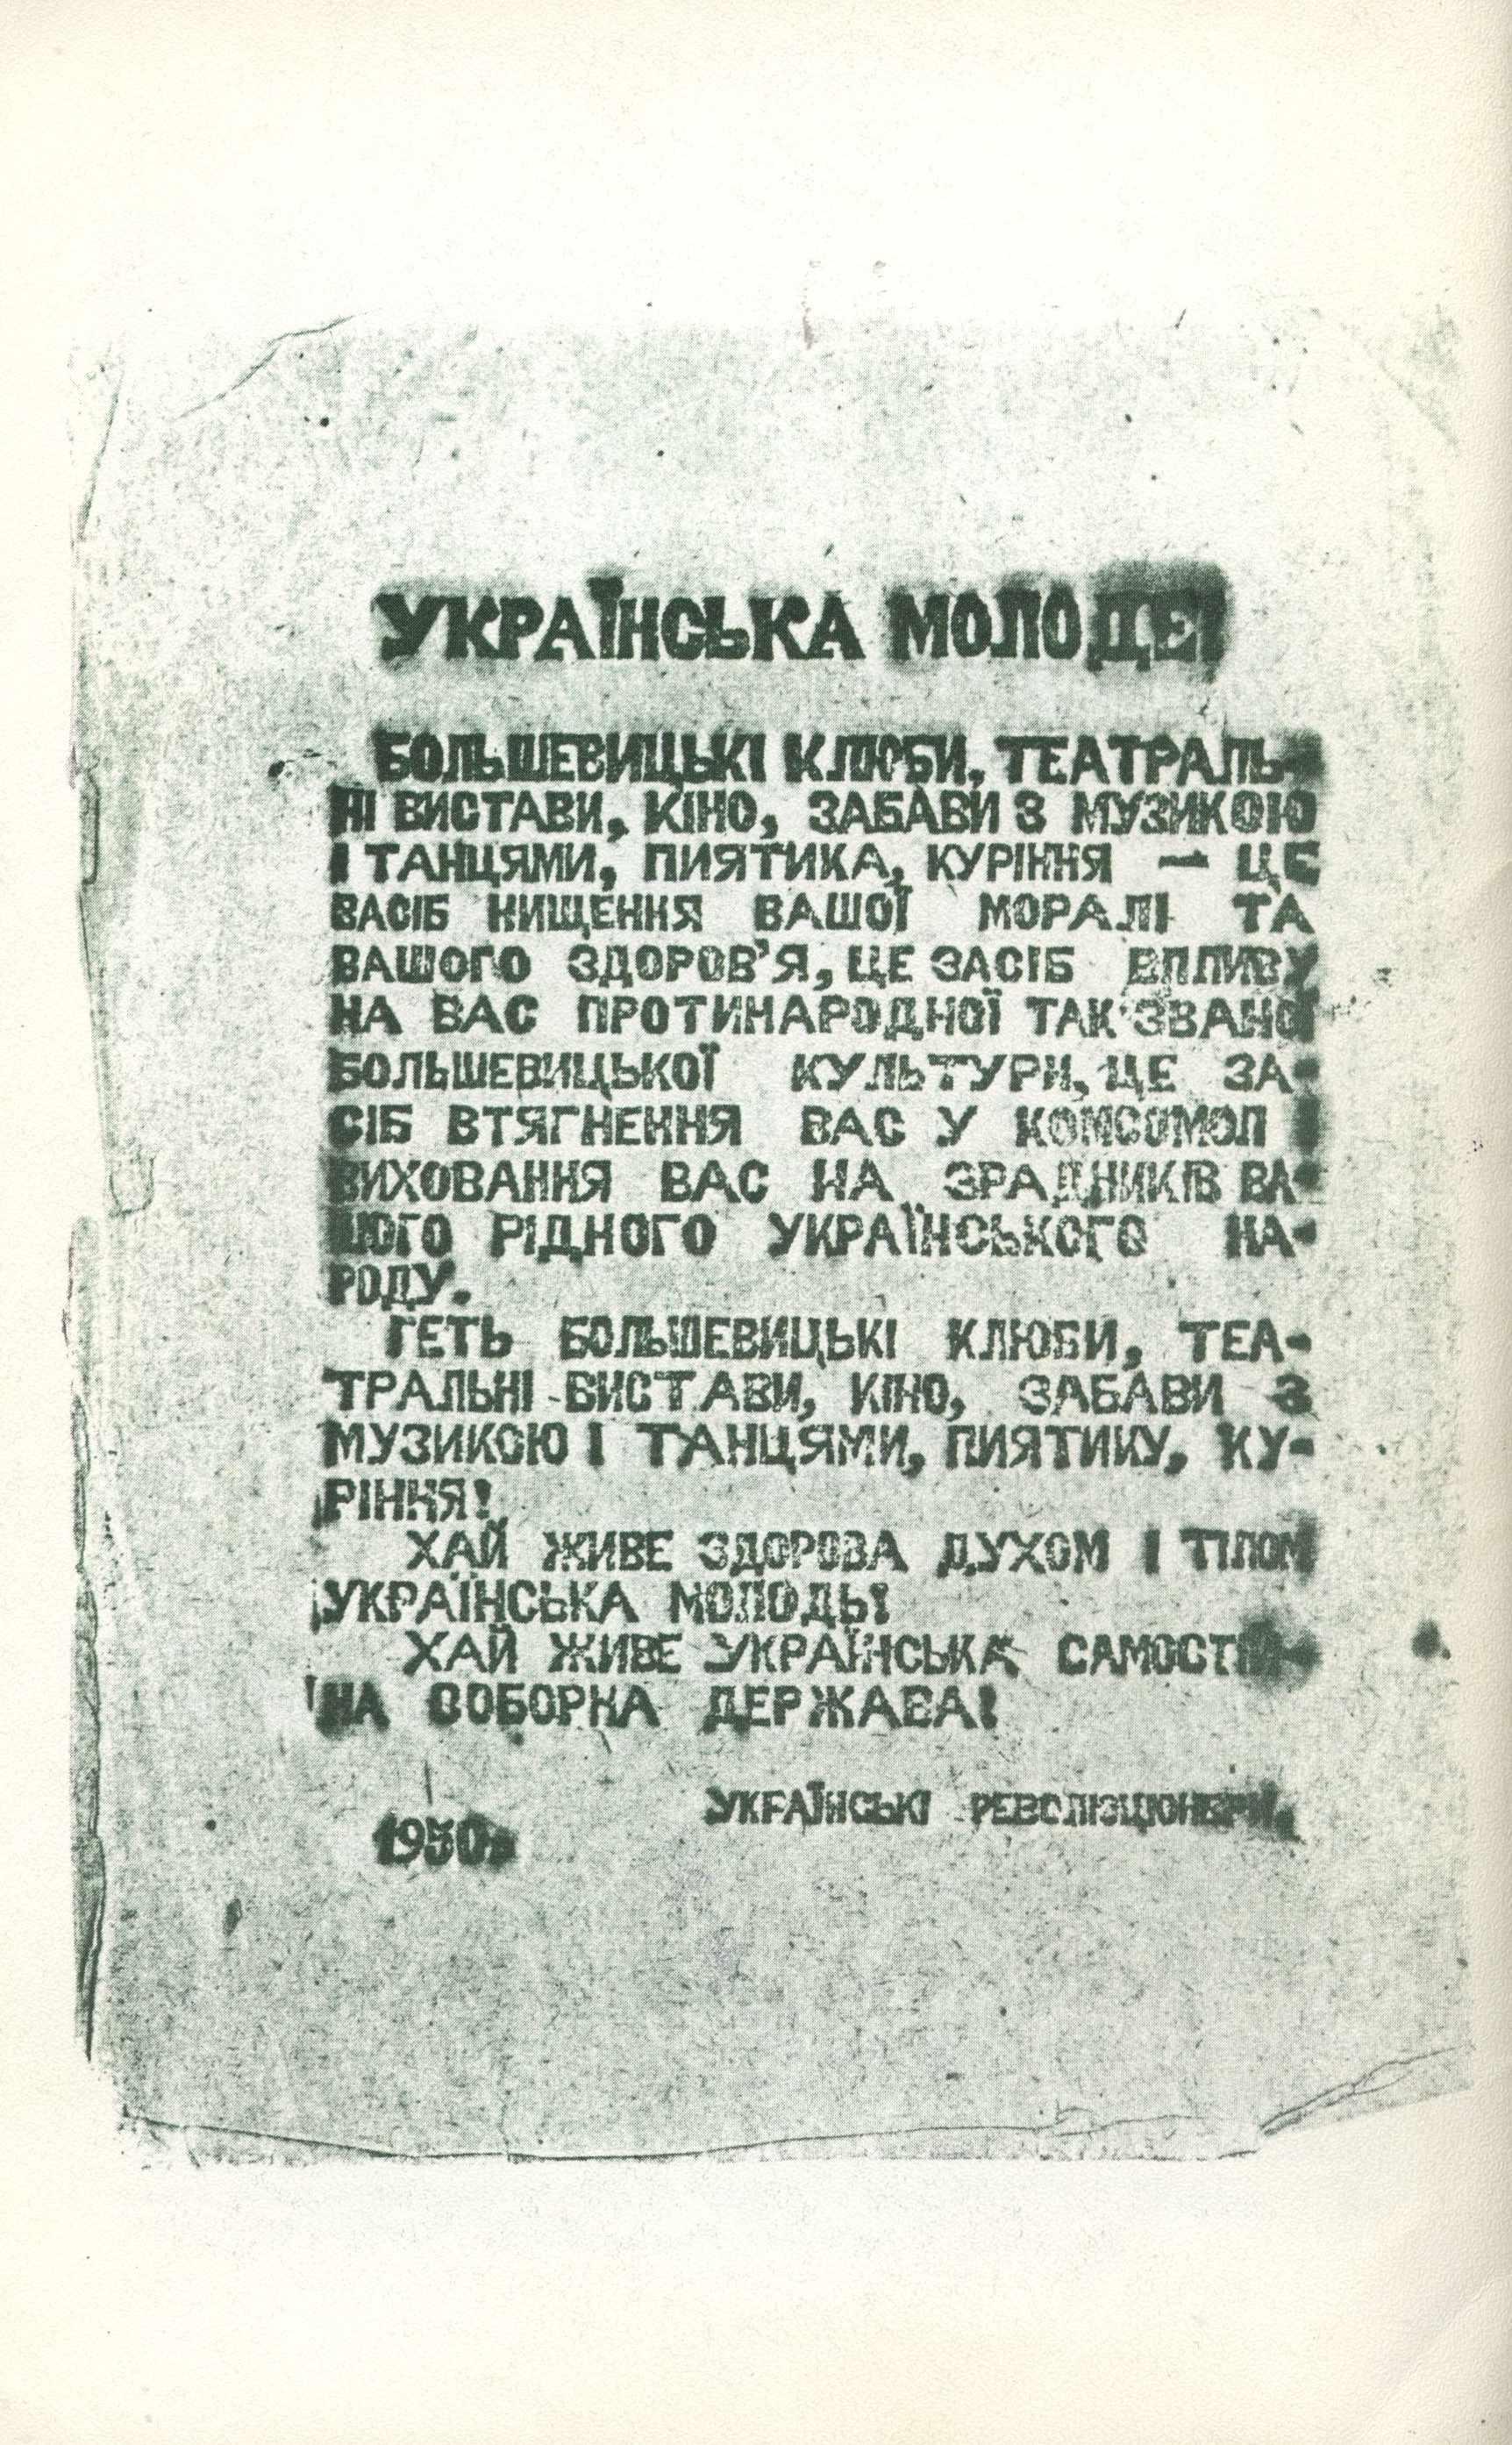 УКРАЇНСЬКА МОЛОДЕ!
БОЛЬШЕВИЦЬКІ КЛЮБИ, ТЕАТРАЛЬ-
НІ ВИСТАВИ, КІНО, ЗАБАВИ З МУЗИКОЮ
І ТАНЦЯМИ, ПИЯТИКА, КУРІННЯ — ЦЕ
ЗАСІБ НИЩЕННЯ ВАШОЇ МОРАЛІ ТА
ВАШОГО ЗДОРОВ'Я, ЦЕ ЗАСІБ ВПЛИВУ
НА ВАС ПРОТИНАРОДНОЇ ТАК ЗВАНОЇ
БОЛЬШЕВИЦЬКОЇ КУЛЬТУРИ, ЦЕ ЗА-
СІБ ВТЯГНЕННЯ ВАС У КОМСОМОЛ І
ВИХОВАННЯ ВАС НА ЗРАДНИКІВ ВА-
ШОГО РІДНОГО УКРАЇНСЬКОГО НА-
РОДУ.
ГЕТЬ БОЛЬШЕВИЦЬКІ КЛЮБИ, ТЕА-
ТРАЛЬНІ ВИСТАВИ, КІНО, ЗАБАВИ З
МУЗИКОЮ І ТАНЦЯМИ, ПИЯТИКУ, КУ-
РІННЯ!
ХАЙ ЖИВЕ ЗДОРОВА ДУХОМ І ТІЛОМ
УКРАЇНСЬКА МОЛОДЬ!
ХАЙ ЖИВЕ УКРАЇНСЬКА САМОСТІЙ-
НА СОБОРНА ДЕРЖАВА!
УКРАЇНСЬКІ РЕВОЛЮЦІОНЕРИ.
1950р.